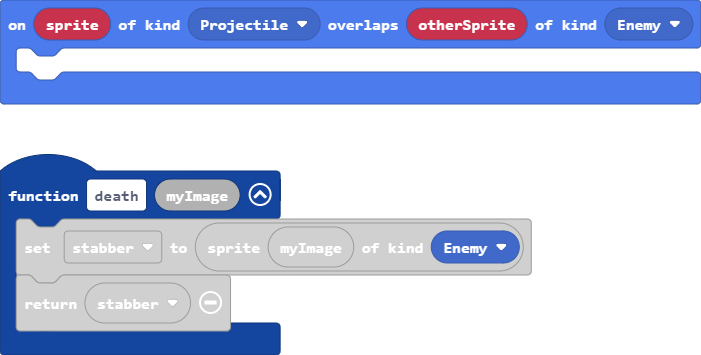 on sprite of kind Projectile overlaps otherSprite of kind Enemy
function death myImage
set stabber to sprite myImage of kind Enemy
return stabber